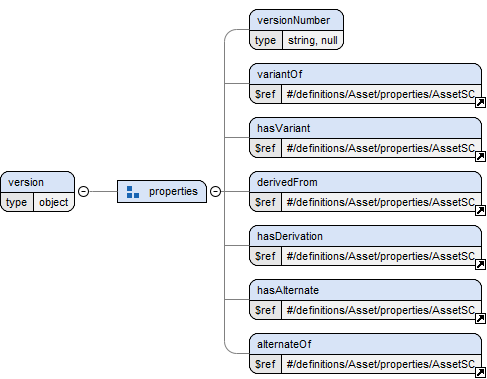 versionNumber
type string, null
variantOf
$ref #/definitions/Asset/properties/AssetSC
hasVariant
$ref #/definitions/Asset/properties/AssetSC
version
type object
properties
derivedFrom
$ref #/definitions/Asset/properties/AssetSC
hasDerivation
$ref #/definitions/Asset/properties/AssetSC
hasAlternate
$ref #/definitions/Asset/properties/AssetSC
alternateOf
$ref #/definitions/Asset/properties/AssetSC